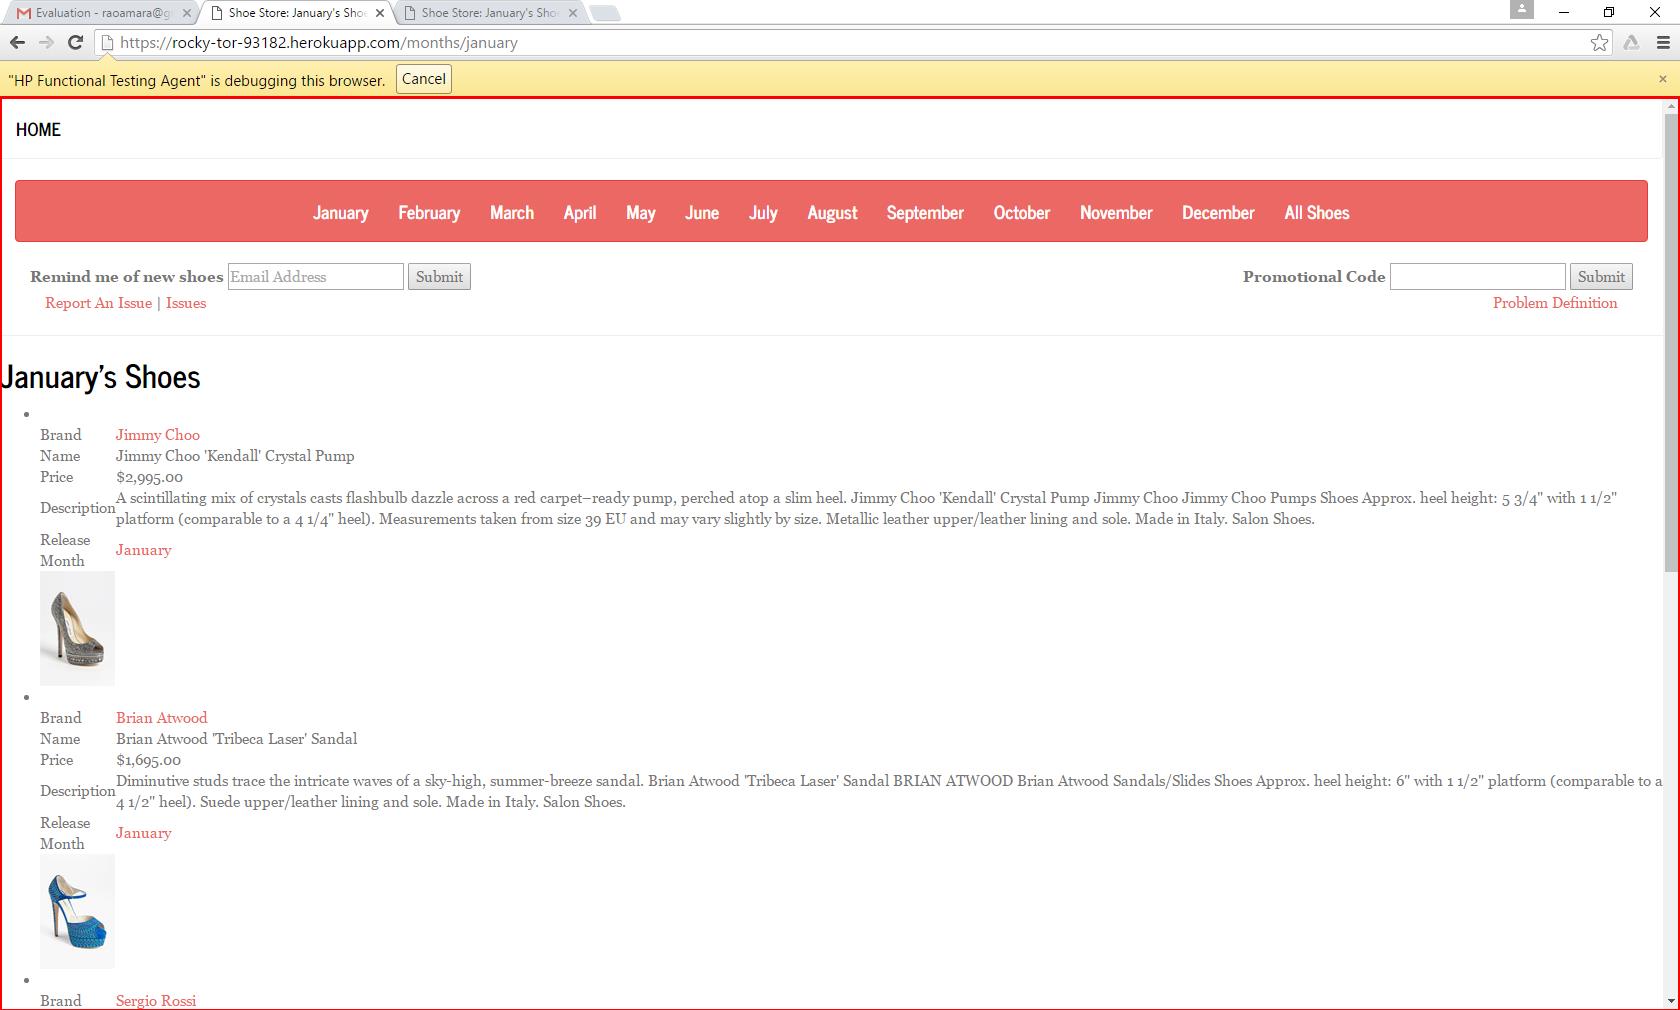 Evaluation - raoamara@g
Shoe Store: January's Sho
Shoe Store: January's Sho
https://rocky-tor-93182.herokuapp.com/months/january
"HP Functional Testing Agent" is debugging this browser. Cancel
HOME
January February March April May June July August September October November December All Shoes
Remind me of new shoes Email Address Submit Promotional Code Submit
Report An Issue | Issues Problem Definition
January's Shoes
Brand Jimmy Choo
Name Jimmy Choo 'Kendall' Crystal Pump
Price $2,995.00
Description A scintillating mix of crystals casts flashbulb dazzle across a red carpet–ready pump, perched atop a slim heel. Jimmy Choo 'Kendall' Crystal Pump Jimmy Choo Jimmy Choo Pumps Shoes Approx. heel height: 5 3/4" with 1 1/2"
platform (comparable to a 4 1/4" heel). Measurements taken from size 39 EU and may vary slightly by size. Metallic leather upper/leather lining and sole. Made in Italy. Salon Shoes.
Release
Month January
Brand Brian Atwood
Name Brian Atwood 'Tribeca Laser' Sandal
Price $1,695.00
Description Diminutive studs trace the intricate waves of a sky-high, summer-breeze sandal. Brian Atwood 'Tribeca Laser' Sandal BRIAN ATWOOD Brian Atwood Sandals/Slides Shoes Approx. heel height: 6" with 1 1/2" platform (comparable to a
4 1/2" heel). Suede upper/leather lining and sole. Made in Italy. Salon Shoes.
Release
Month January
Brand Sergio Rossi